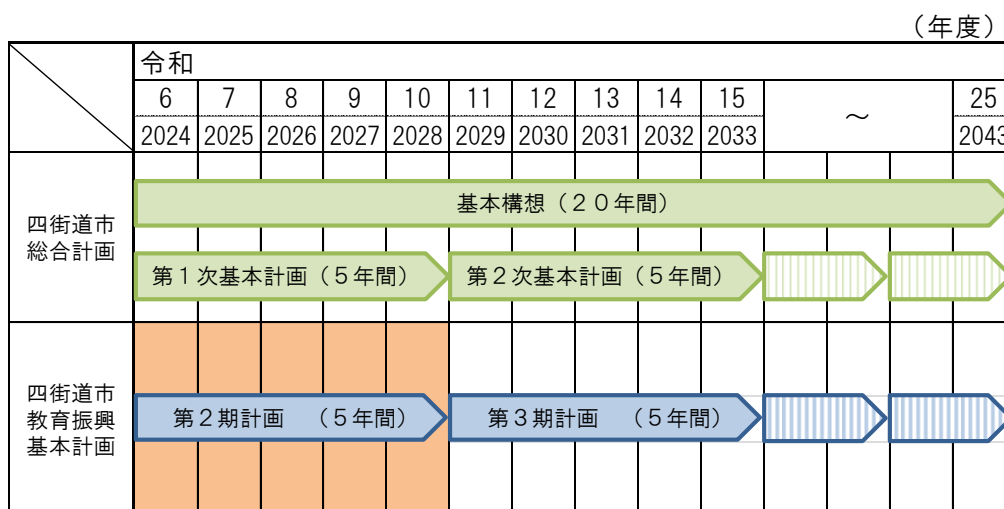 （年度）
令和
6 7 8 9 10 11 12 13 14 15 ～ 25
2024 2025 2026 2027 2028 2029 2030 2031 2032 2033 2043
四街道市
総合計画
基本構想（２０年間）
第１次基本計画（５年間） 第２次基本計画（５年間）
四街道市
教育振興
基本計画
第２期計画　（５年間） 第３期計画　（５年間）